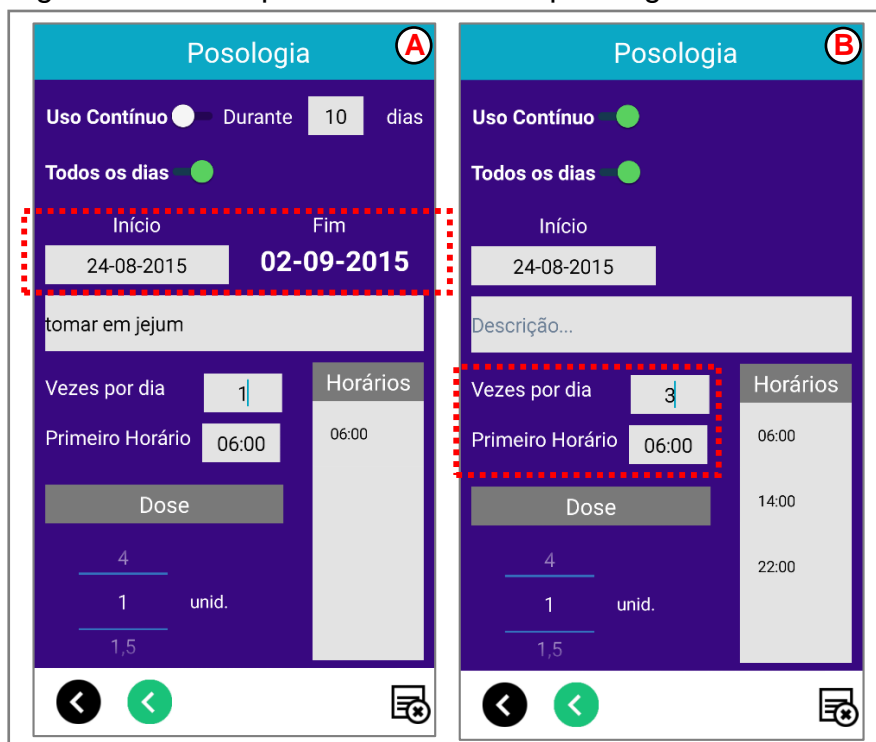 Posologia A
Uso Contínuo Durante 10 dias
Todos os dias
Início Fim
24-08-2015 02-09-2015
tomar em jejum
Vezes por dia 1 Horários
Primeiro Horário 06:00 06:00
Dose
4
1 unid.
1,5
Posologia B
Uso Contínuo
Todos os dias
Início
24-08-2015
Descrição...
Vezes por dia 3 Horários
Primeiro Horário 06:00 06:00
Dose 14:00
4 22:00
1 unid.
1,5